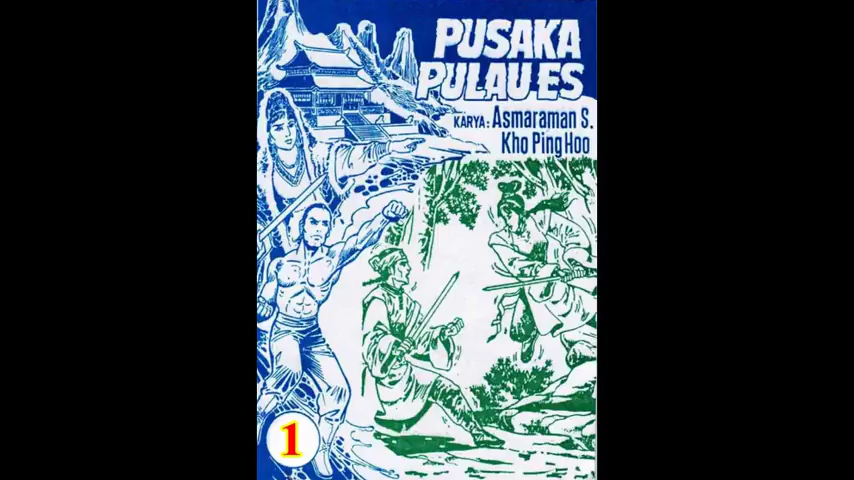 PUSAKA
PULAU ES
KARYA: Asmaraman S.
Kho Ping Hoo
1